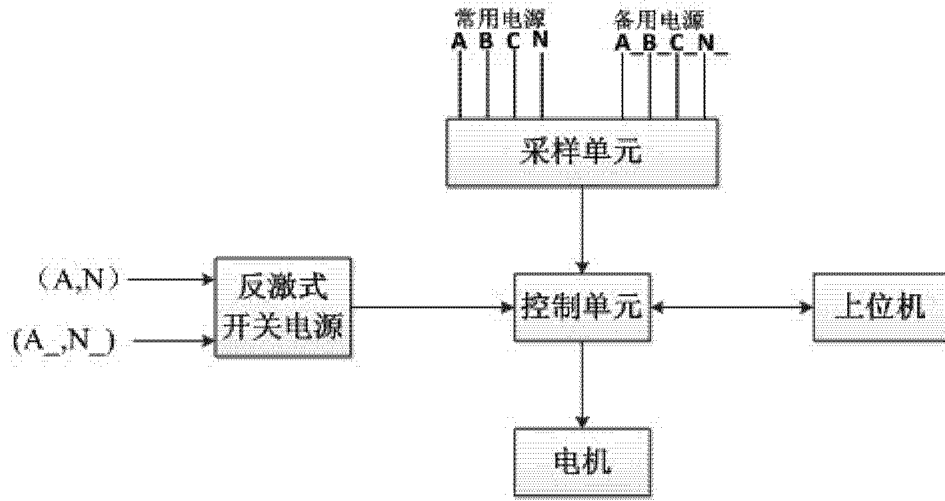 常用电源 备用电源
A B C N A_B_C_N_
采样单元
（A,N）
(A_,N_)
反激式
开关电源
控制单元
上位机
电机